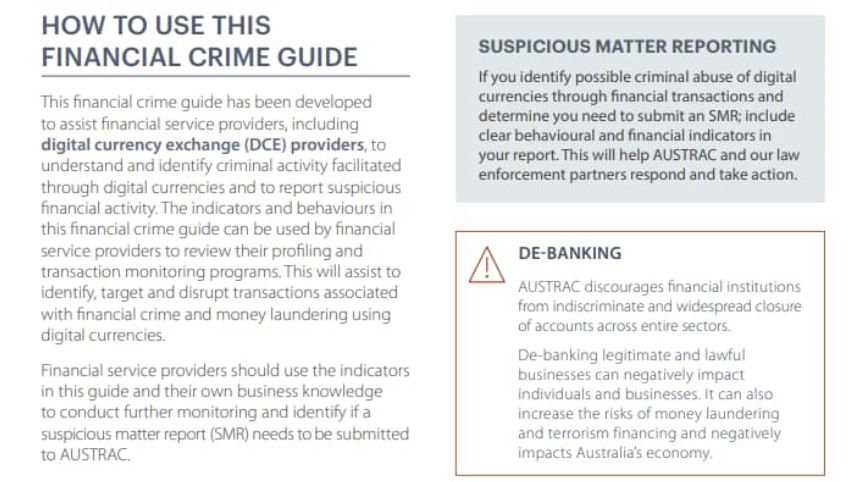 HOW TO USE THIS
FINANCIAL CRIME GUIDE
This financial crime guide has been developed
to assist financial service providers, including
digital currency exchange (DCE) providers, to
understand and identify criminal activity facilitated
through digital currencies and to report suspicious
financial activity. The indicators and behaviours in
this financial crime guide can be used by financial
service providers to review their profiling and
transaction monitoring programs. This will assist to
identify, target and disrupt transactions associated
with financial crime and money laundering using
digital currencies.
Financial service providers should use the indicators
in this guide and their own business knowledge
to conduct further monitoring and identify if a
suspicious matter report (SMR) needs to be submitted
to AUSTRAC.
SUSPICIOUS MATTER REPORTING
If you identify possible criminal abuse of digital
currencies through financial transactions and
determine you need to submit an SMR; include
clear behavioural and financial indicators in
your report. This will help AUSTRAC and our law
enforcement partners respond and take action.
DE-BANKING
AUSTRAC discourages financial institutions
from indiscriminate and widespread closure
of accounts across entire sectors.
De-banking legitimate and lawful
businesses can negatively impact
individuals and businesses. It can also
increase the risks of money laundering
and terrorism financing and negatively
impacts Australia's economy.